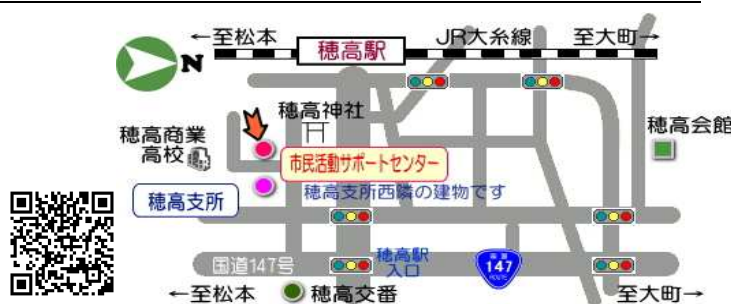 ←至松本
穂高駅
JR大糸線
至大町→
N
穂高神社
穂高商業
高校
穂高会館
市民活動サポートセンター
穂高支所西隣の建物です
穂高支所
国道147号
穂高駅
入口
147
←至松本
穂高交番
至大町→